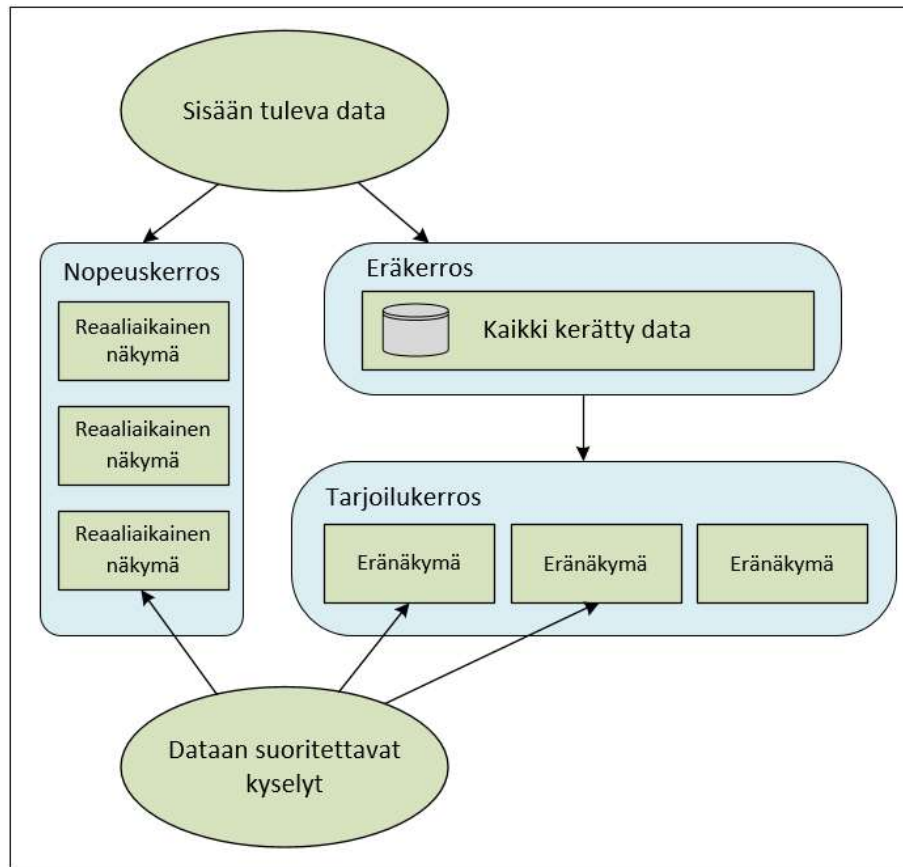 Sisään tuleva data
Nopeuskerros
Reaaliaikainen
näkymä
Reaaliaikainen
näkymä
Reaaliaikainen
näkymä
Eräkerros
Kaikki kerätty data
Tarjoilukerros
Eränäkymä
Eränäkymä
Eränäkymä
Dataan suoritettavat
kyselyt